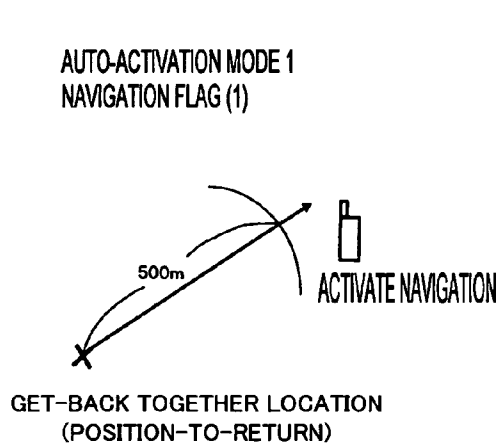 AUTO-ACTIVATION MODE 1
NAVIGATION FLAG (1)
500m
ACTIVATE NAVIGATION
GET-BACK TOGETHER LOCATION
(POSITION-TO-RETURN)